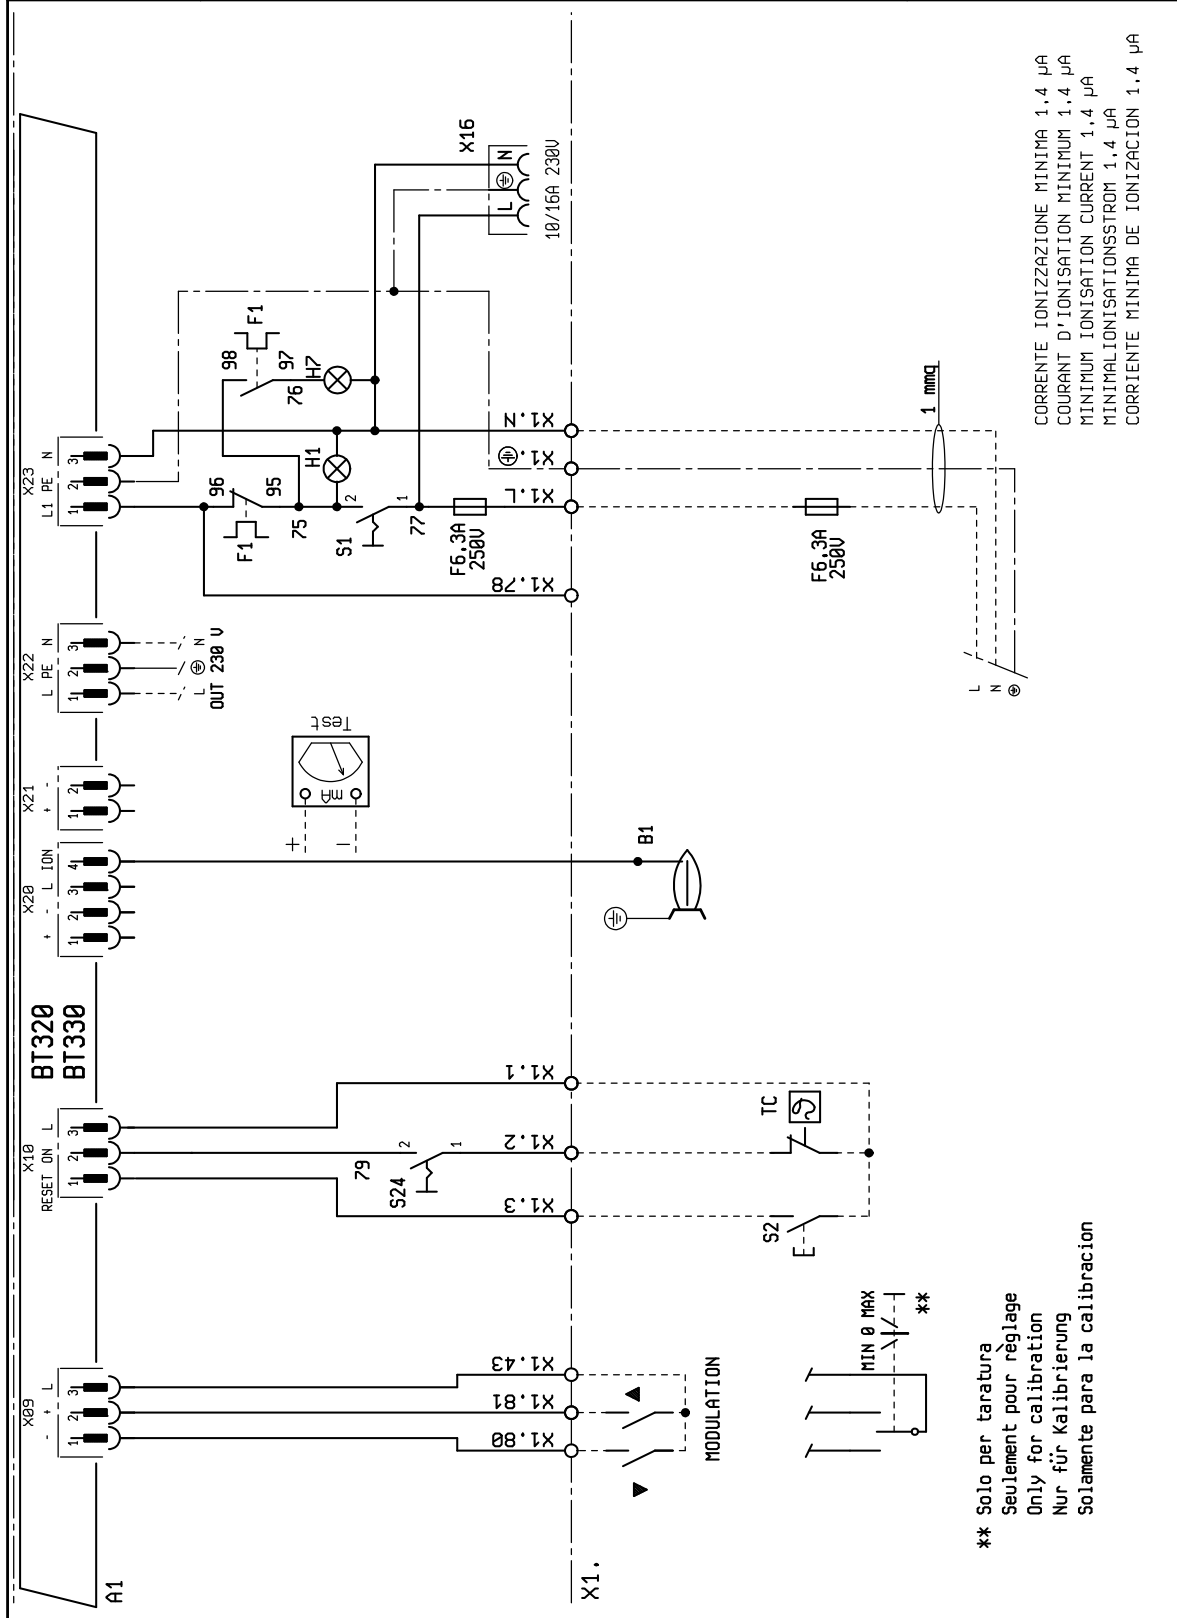 A1
BT320
BT330
X09
- + L
1 2 3
X10
RESET ON L
1 2 3
X20
+ - L ION
1 2 3 4
X21
+ -
1 2
X22
L PE N
1 2 3
L N
OUT 230 V
X23
L1 PE N
1 2 3
F1
96
95
98
97
F1
75
76
H7
H1
S1
2
1
77
F6,3A
250V
X16
L N
10/16A 230V
+
-
mA
Test
79
S24
2
1
X1.
X1.80
X1.81
X1.43
X1.3
X1.2
X1.1
X1.78
X1.L
X1.
X1.N
B1
MODULATION
S2
TC
MIN 0 MAX
**
F6,3A
250V
1 mmq
L
N
** Solo per taratura
Seulement pour règlage
Only for calibration
Nur für Kalibrierung
Solamente para la calibracion
CORRENTE IONIZZAZIONE MINIMA 1,4 µA
COURANT D'IONISATION MINIMUM 1,4 µA
MINIMUM IONISATION CURRENT 1,4 µA
MINIMALIONISATIONSSTROM 1,4 µA
CORRIENTE MINIMA DE IONIZACION 1,4 µA